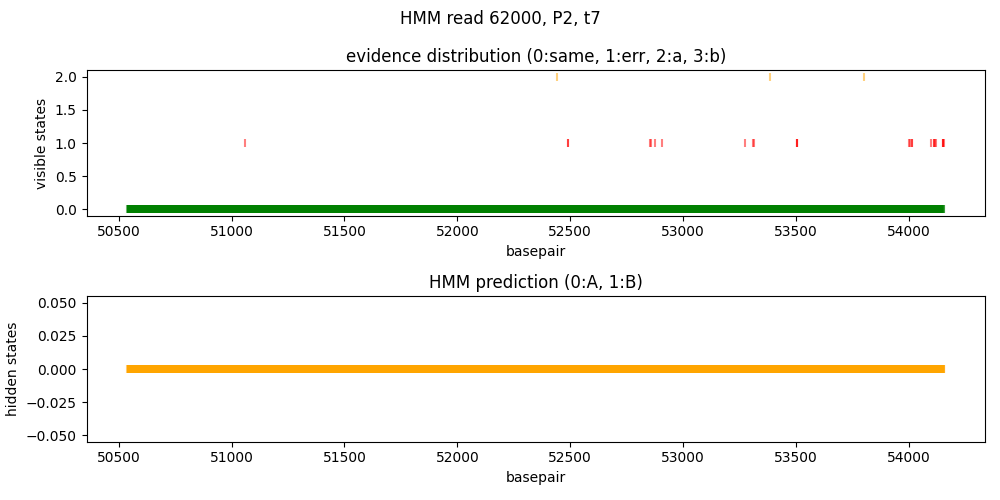 HMM read 62000, P2, t7
evidence distribution (0:same, 1:err, 2:a, 3:b)
visible states
2.0
1.5
1.0
0.5
0.0
50500 51000 51500 52000 52500 53000 53500 54000
basepair
HMM prediction (0:A, 1:B)
hidden states
0.050
0.025
0.000
−0.025
−0.050
50500 51000 51500 52000 52500 53000 53500 54000
basepair